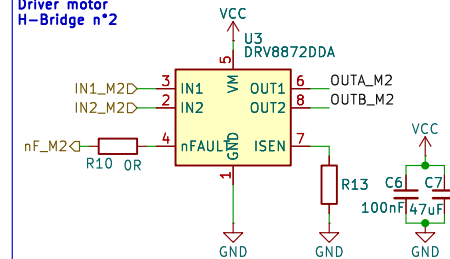 Driver motor
H-Bridge n°2
VCC
U3
DRV8872DDA
5
VM
IN1_M2
3
IN1
OUT1
6
OUTA_M2
IN2_M2
2
IN2
OUT2
8
OUTB_M2
nF_M2
4
nFAULT
GND
ISEN
7
R10
0R
1
R13
VCC
C6
C7
100nF
47uF
GND
GND
GND